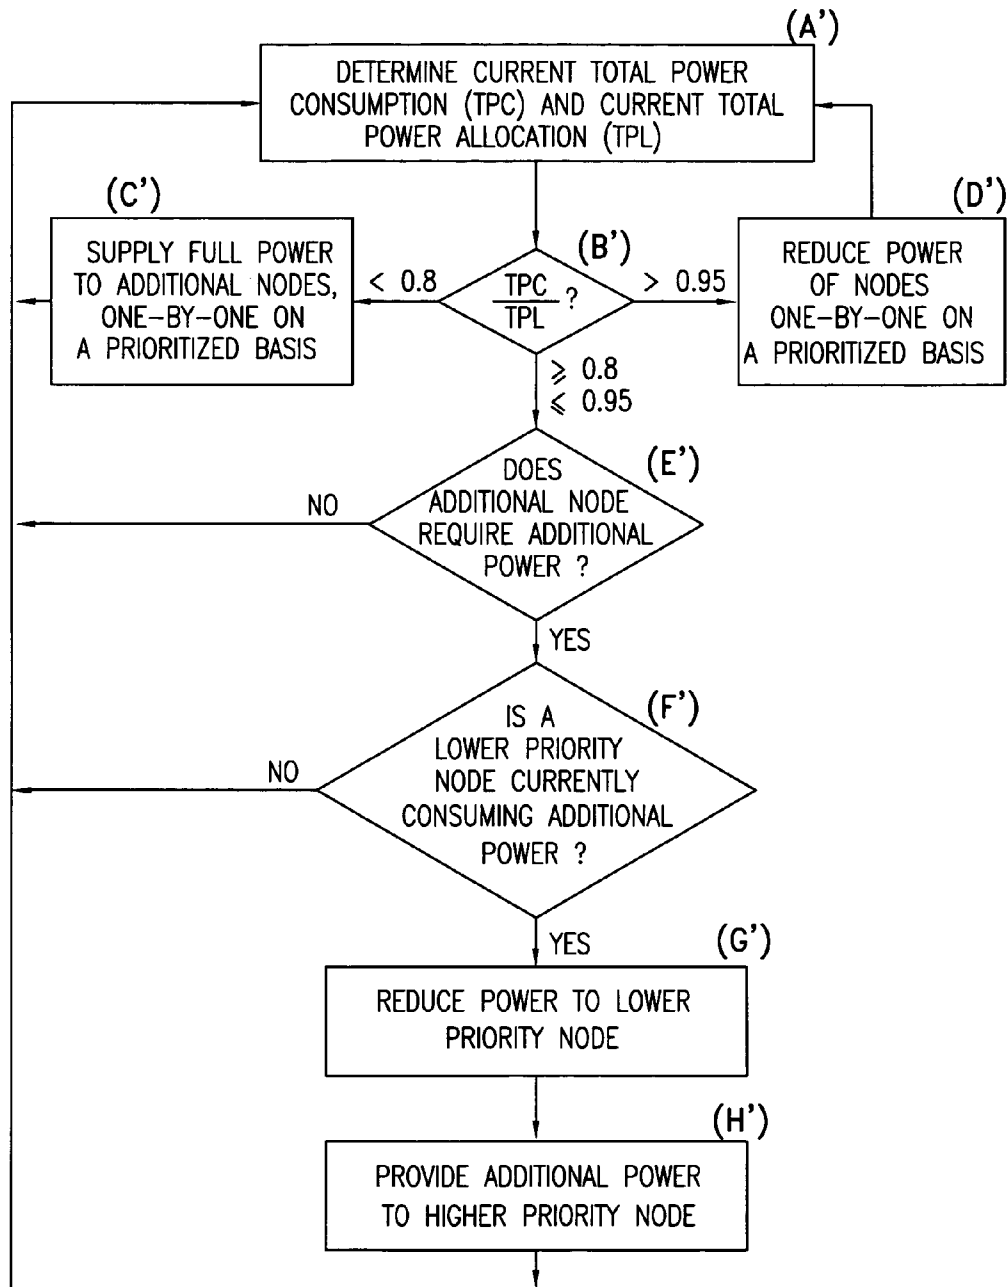 (A')
DETERMINE CURRENT TOTAL POWER
CONSUMPTION (TPC) AND CURRENT TOTAL
POWER ALLOCATION (TPL)
(C')
SUPPLY FULL POWER
TO ADDITIONAL NODES,
ONE-BY-ONE ON
A PRIORITIZED BASIS
< 0.8
(B')
TPC
TPL
?
> 0.95
(D')
REDUCE POWER
OF NODES
ONE-BY-ONE ON
A PRIORITIZED BASIS
⩾ 0.8
⩽ 0.95
(E')
DOES
ADDITIONAL NODE
REQUIRE ADDITIONAL
POWER ?
NO
YES
(F')
IS A
LOWER PRIORITY
NODE CURRENTLY
CONSUMING ADDITIONAL
POWER ?
NO
YES
(G')
REDUCE POWER TO LOWER
PRIORITY NODE
(H')
PROVIDE ADDITIONAL POWER
TO HIGHER PRIORITY NODE